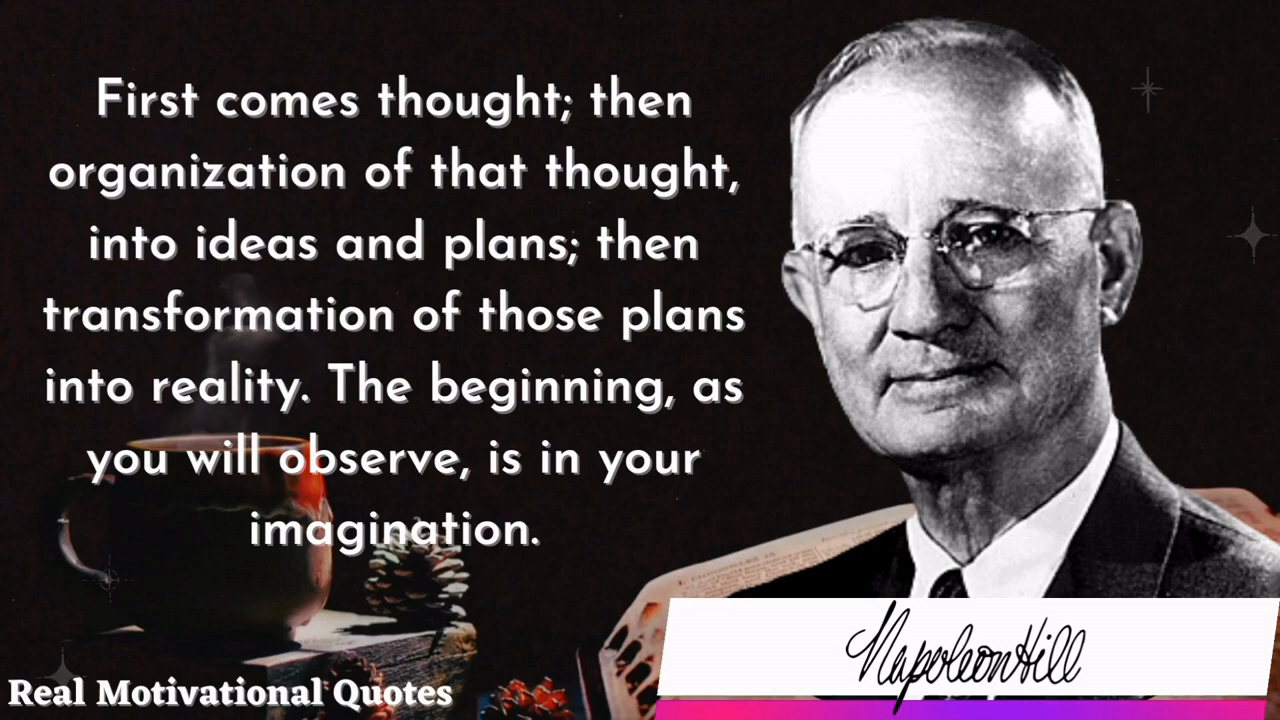 First comes thought; then
organization of that thought,
into ideas and plans; then
transformation of those plans
into reality. The beginning, as
you will observe, is in your
imagination.
Napoleon Hill
Real Motivational Quotes